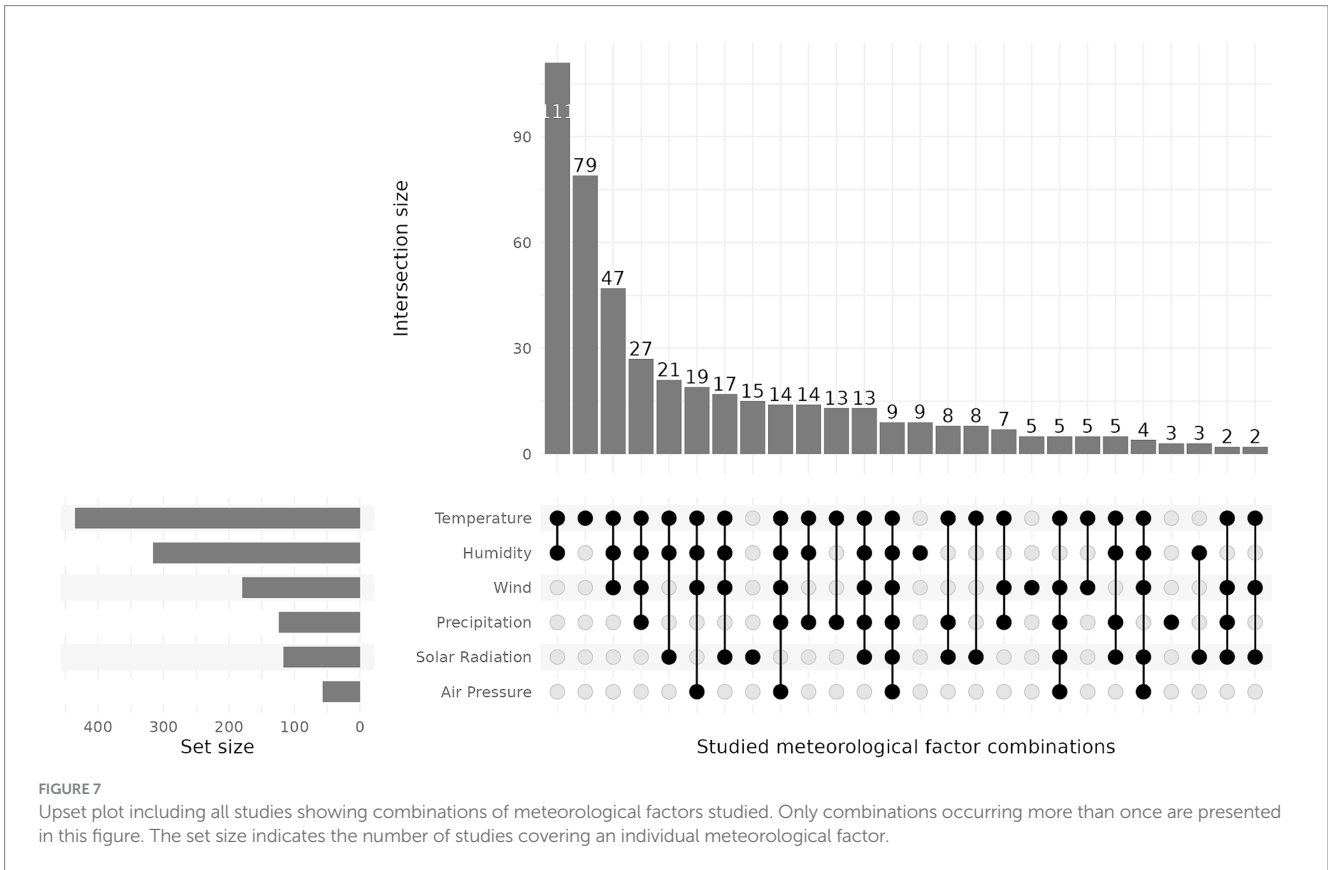 111
90
79
60
47
30
27
21
19
17
15
14
14
13
13
9
9
8
8
7
5
5
5
5
4
3
3
2
2
0
Intersection size
Temperature
Humidity
Wind
Precipitation
Solar Radiation
Air Pressure
400 300 200 100 0
Set size
Studied meteorological factor combinations
FIGURE 7
Upset plot including all studies showing combinations of meteorological factors studied. Only combinations occurring more than once are presented
in this figure. The set size indicates the number of studies covering an individual meteorological factor.